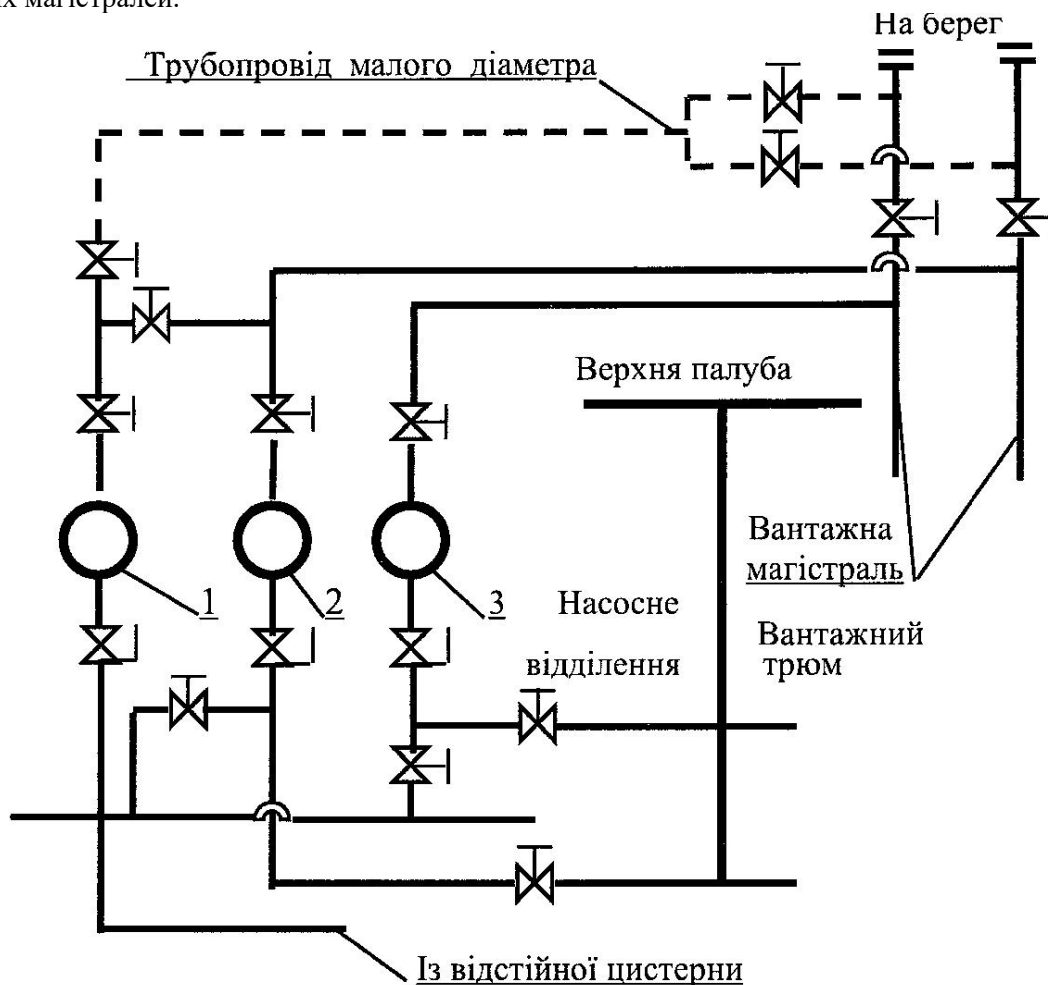 х магістралей.
На берег
Трубопровід малого діаметра
Верхня палуба
Вантажна
магістраль
1
2
3
Насосне
відділення
Вантажний
трюм
Із відстійної цистерни